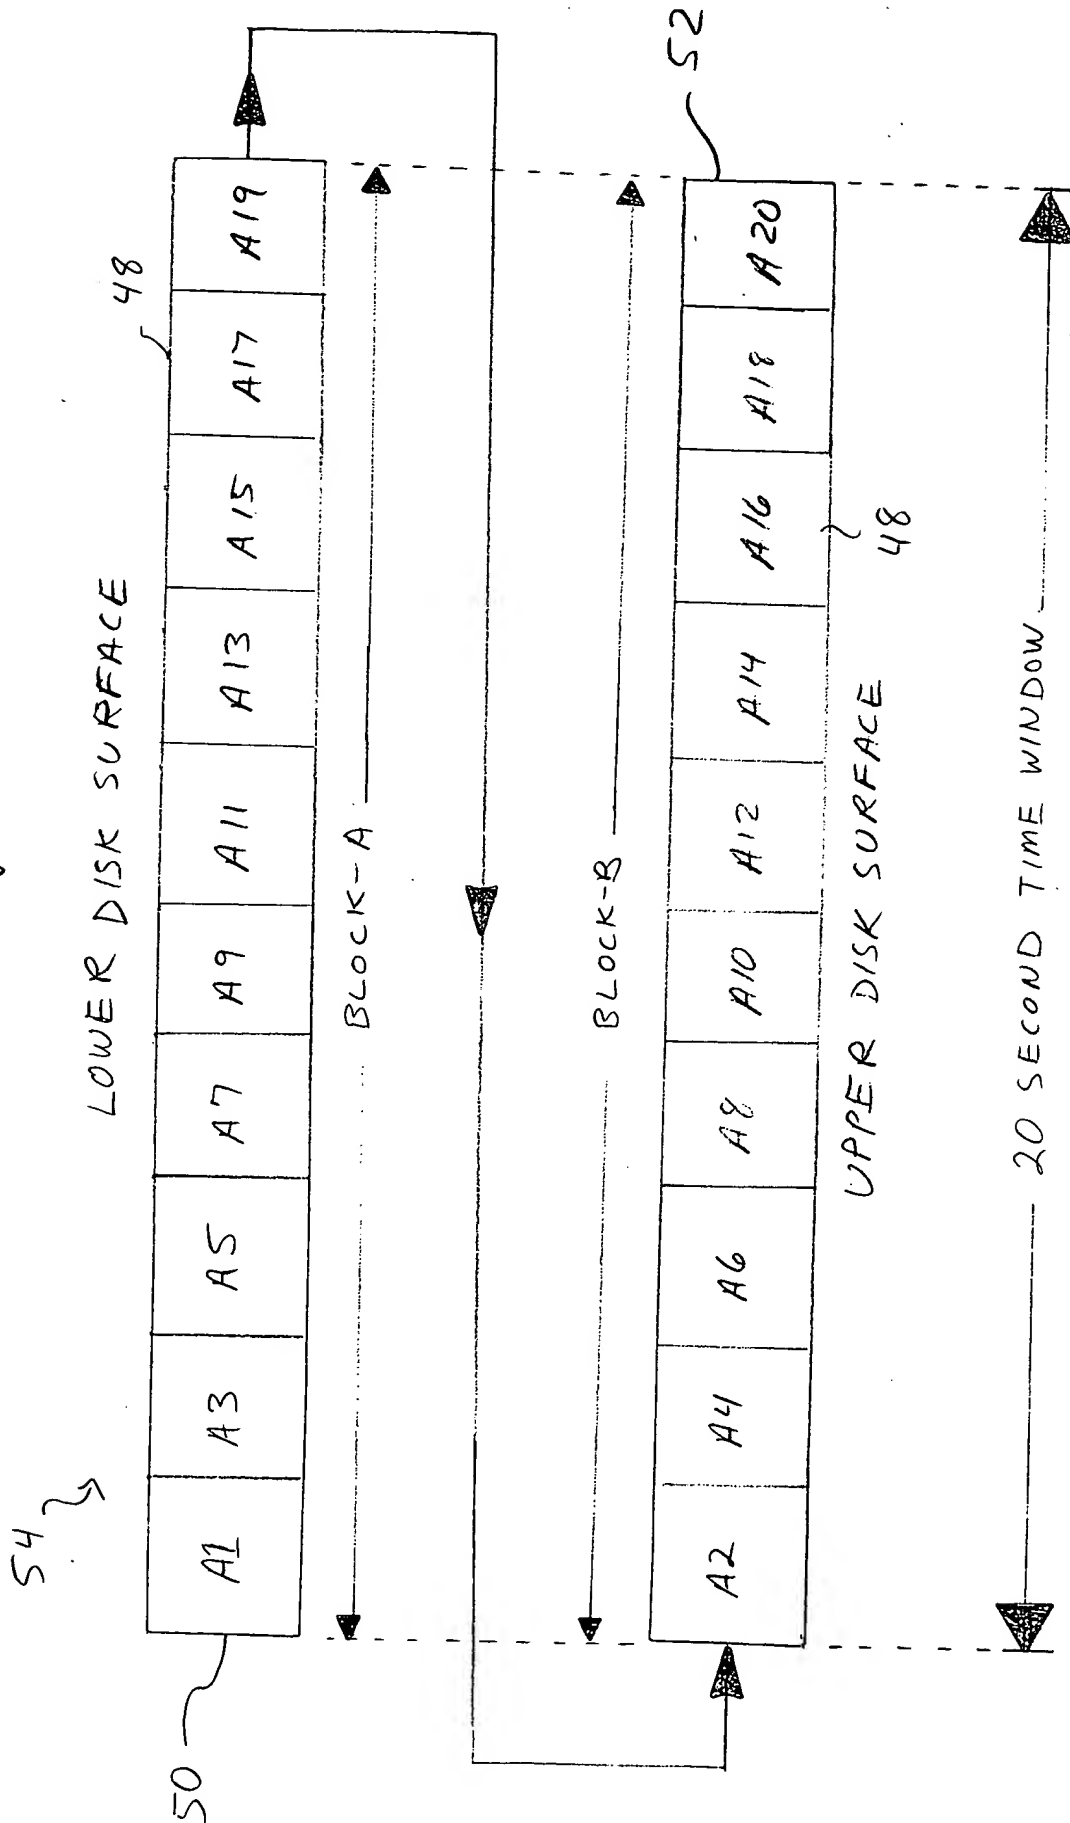 54
48
LOWER DISK SURFACE
A1 A3 A5 A7 A9 A11 A13 A15 A17 A19
50
BLOCK-A
BLOCK-B
52
A2 A4 A6 A8 A10 A12 A14 A16 A18 A20
48
UPPER DISK SURFACE
20 SECOND TIME WINDOW